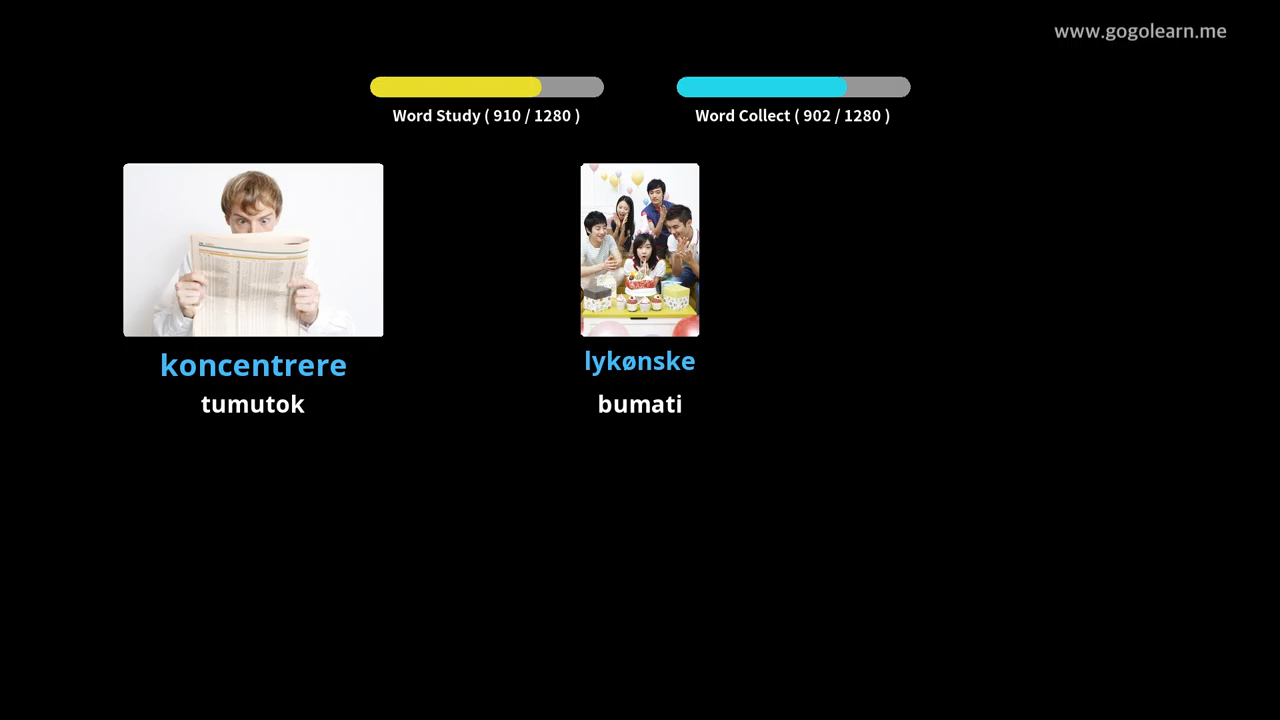 www.gogolearn.me
Word Study ( 910 / 1280 )
Word Collect ( 902 / 1280 )
koncentrere
tumutok
lykønske
bumati